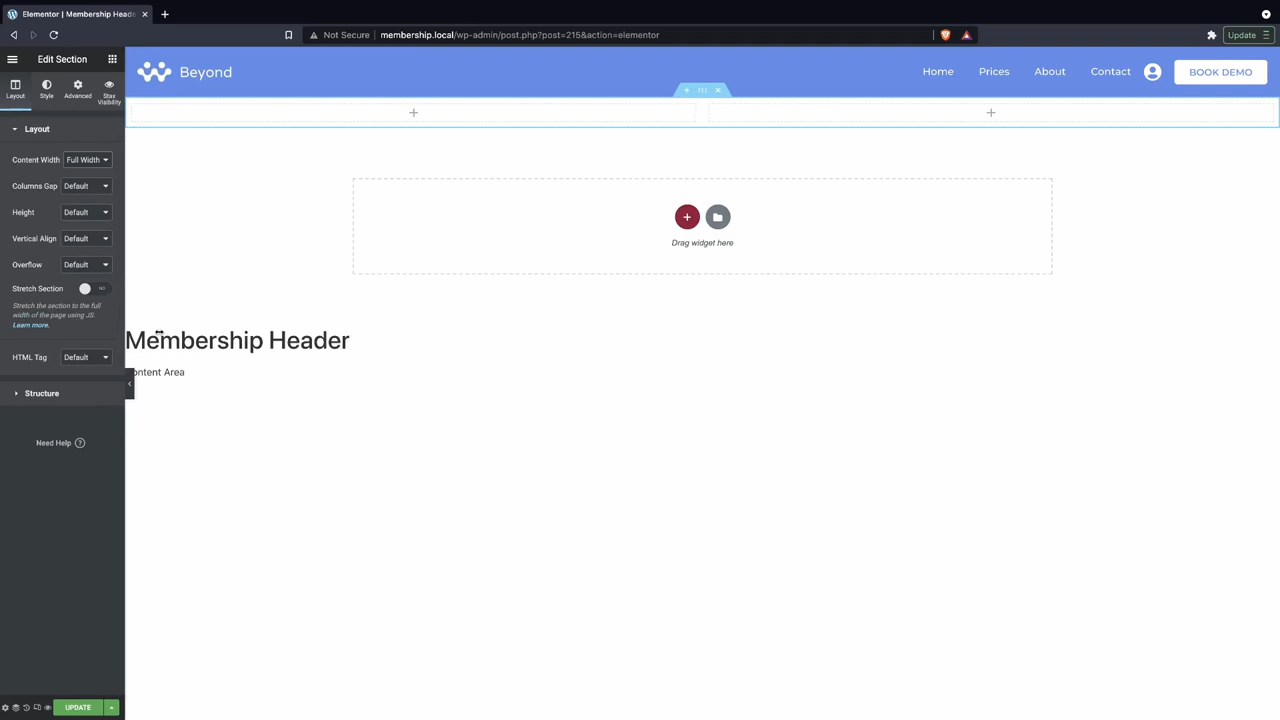 Elementor | Membership Heade
Not Secure membership.local/wp-admin/post.php?post=215&action=elementor
Update
Edit Section
Layout Style Advanced Stax Visibility
Beyond
Home Prices About Contact BOOK DEMO
Layout
Content Width Full Width
Columns Gap Default
Height Default
Vertical Align Default
Overflow Default
Stretch Section NO
Stretch the section to the full
width of the page using JS.
Learn more.
HTML Tag Default
Structure
Need Help ?
Drag widget here
Membership Header
ontent Area
UPDATE